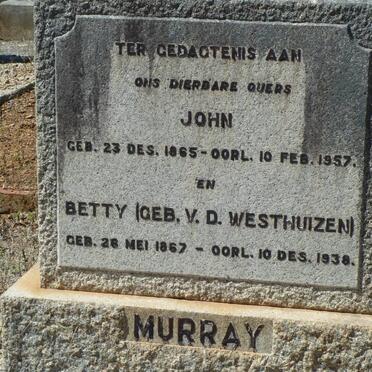 TER GEDAGTENIS AAN
ONS DIERBARE OUERS
JOHN
GEB. 23 DES. 1865 - OORL. 10 FEB. 1957.
EN
BETTY (GEB. V. D. WESTHUIZEN)
GEB. 26 MEI 1867 - OORL. 10 DES. 1938.
MURRAY